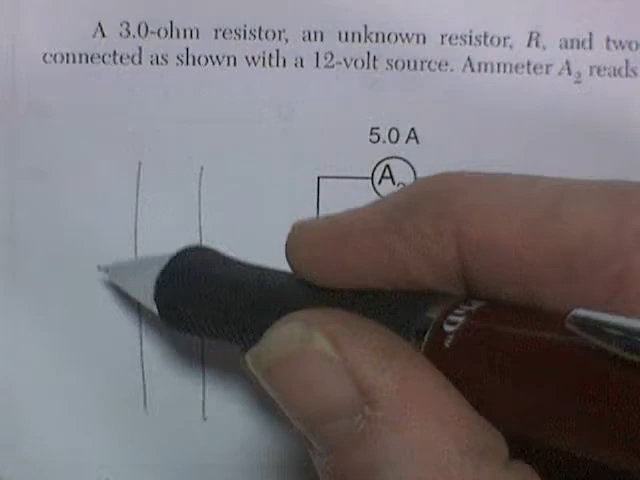 A 3.0-ohm resistor, an unknown resistor, R, and two
connected as shown with a 12-volt source. Ammeter A₂ reads
5.0 A
A₂